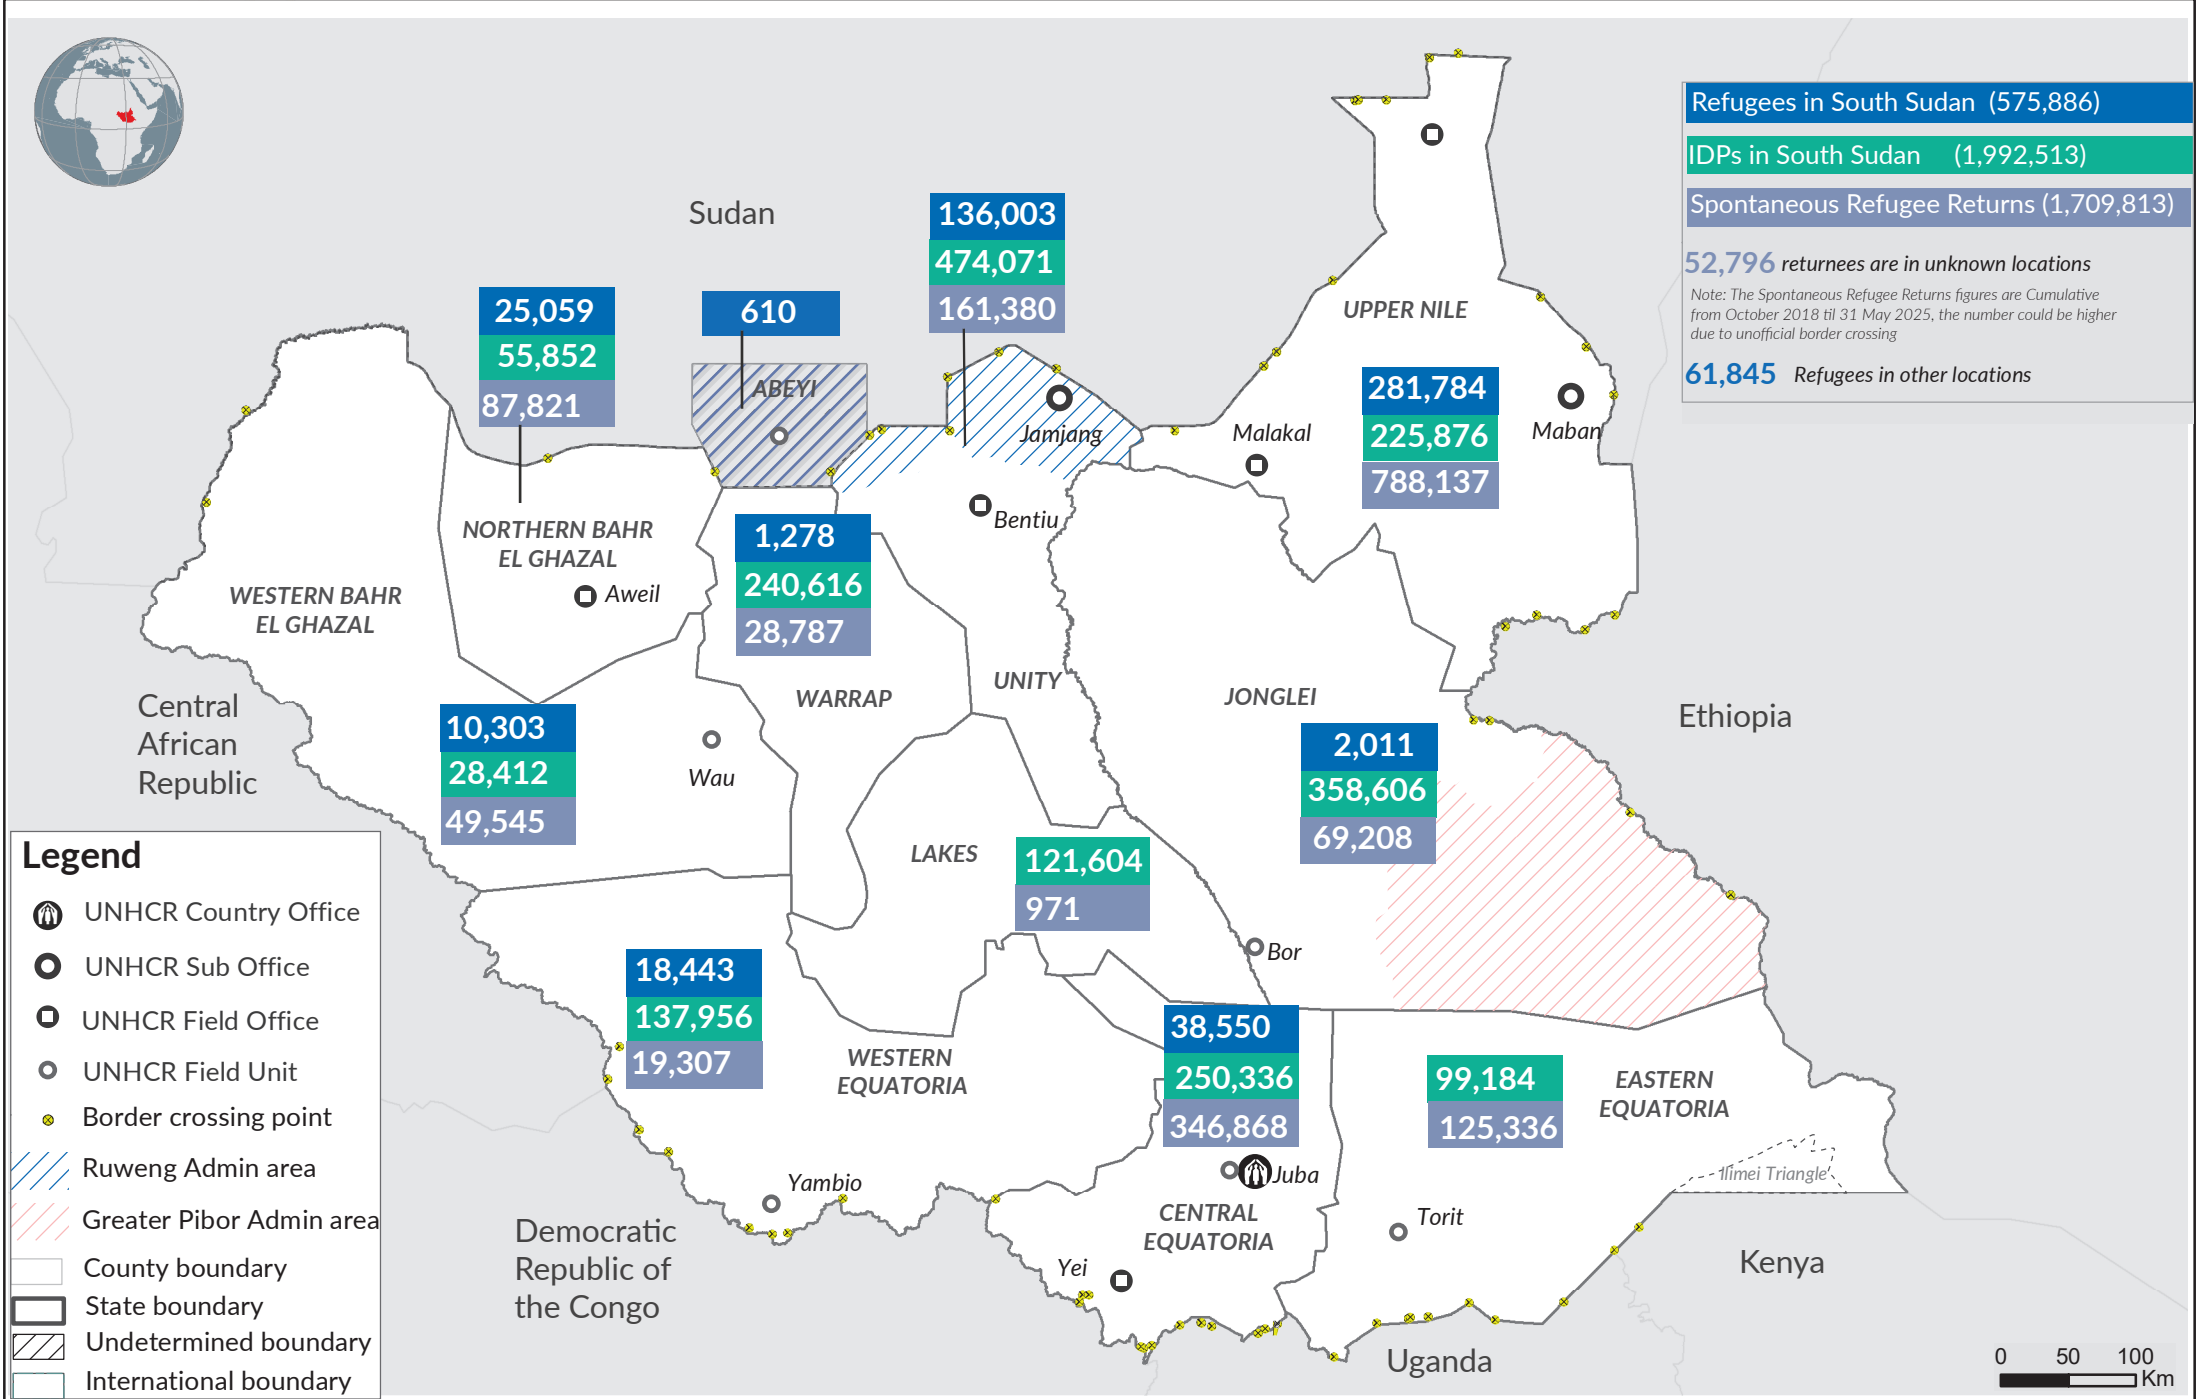 Refugees in South Sudan (575,886)
IDPs in South Sudan (1,992,513)
Spontaneous Refugee Returns (1,709,813)
52,796 returnees are in unknown locations
Note: The Spontaneous Refugee Returns figures are Cumulative
from October 2018 til 31 May 2025, the number could be higher
due to unofficial border crossing
61,845 Refugees in other locations
Sudan
136,003
474,071
161,380
25,059
55,852
87,821
610
ABEYI
UPPER NILE
281,784
225,876
788,137
Maban
Malakal
Jamjang
Bentiu
NORTHERN BAHR
EL GHAZAL
Aweil
1,278
240,616
28,787
WESTERN BAHR
EL GHAZAL
UNITY
WARRAP
JONGLEI
Central
African
Republic
Ethiopia
10,303
28,412
49,545
Wau
2,011
358,606
69,208
LAKES
121,604
971
Bor
18,443
137,956
19,307
WESTERN
EQUATORIA
38,550
250,336
346,868
99,184
125,336
EASTERN
EQUATORIA
Ilimei Triangle
Juba
CENTRAL
EQUATORIA
Yambio
Torit
Yei
Democratic
Republic of
the Congo
Kenya
Uganda
Legend
UNHCR Country Office
UNHCR Sub Office
UNHCR Field Office
UNHCR Field Unit
Border crossing point
Ruweng Admin area
Greater Pibor Admin area
County boundary
State boundary
Undetermined boundary
International boundary
0 50 100
Km